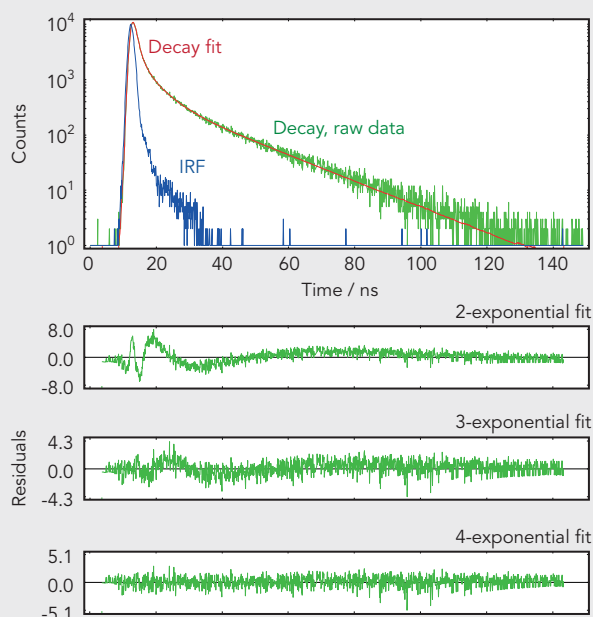 10^4
10^3
10^2
10^1
10^0
Counts
Decay fit
Decay, raw data
IRF
0 20 40 60 80 100 120 140
Time / ns
2-exponential fit
8.0
0.0
-8.0
3-exponential fit
4.3
0.0
-4.3
Residuals
4-exponential fit
5.1
0.0
-5.1